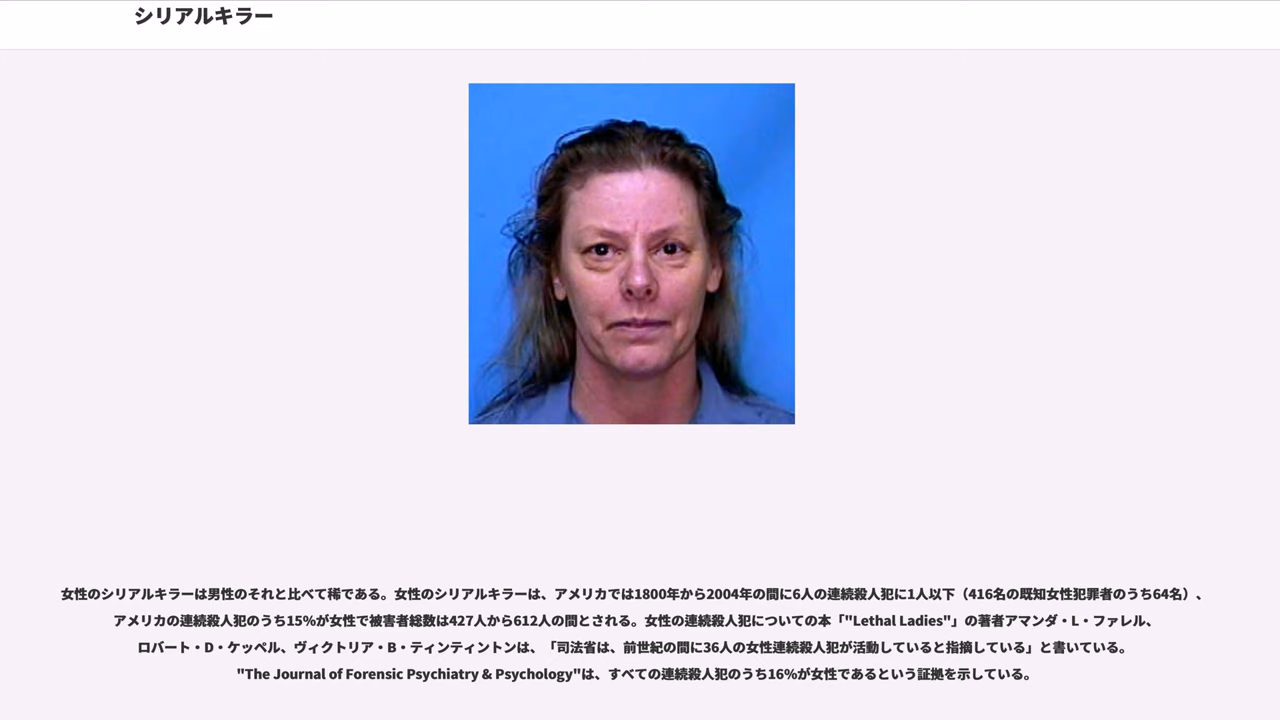 シリアルキラー
女性のシリアルキラーは男性のそれと比べて稀である。女性のシリアルキラーは、アメリカでは1800年から2004年の間に6人の連続殺人犯に1人以下（416名の既知女性犯罪者のうち64名）、
アメリカの連続殺人犯のうち15%が女性で被害者総数は427人から612人の間とされる。女性の連続殺人犯についての本「"Lethal Ladies"」の著者アマンダ・L・ファレル、
ロバート・D・ケッペル、ヴィクトリア・B・ティンティントンは、「司法省は、前世紀の間に36人の女性連続殺人犯が活動していると指摘している」と書いている。
"The Journal of Forensic Psychiatry & Psychology"は、すべての連続殺人犯のうち16%が女性であるという証拠を示している。